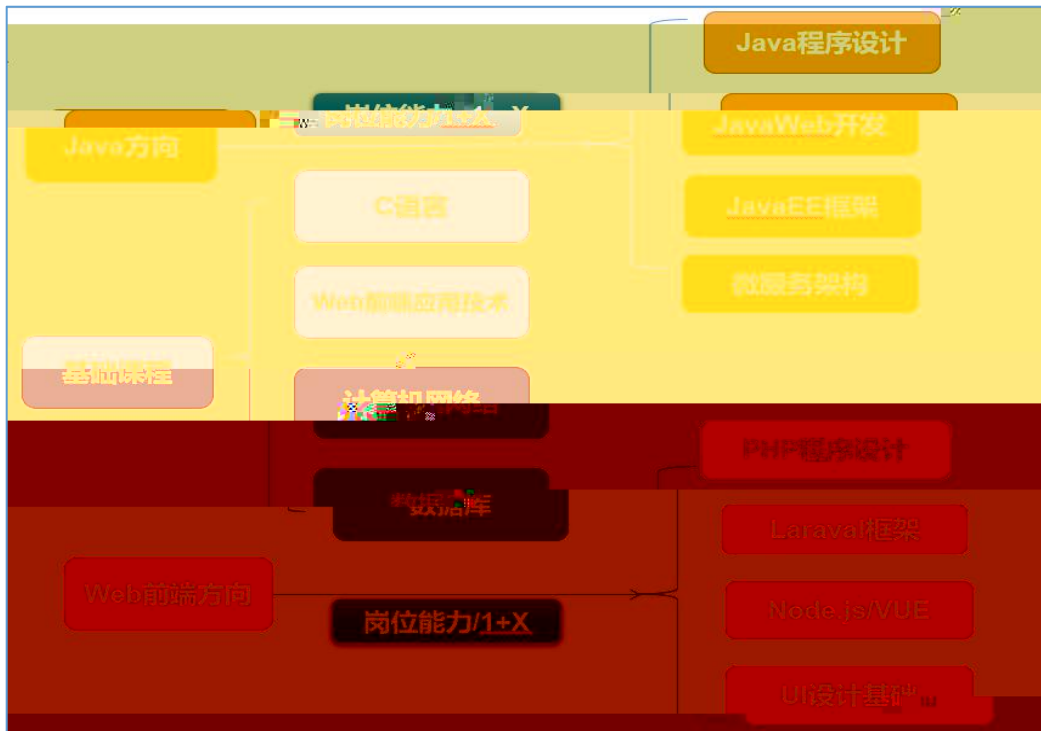 Java程序设计
岗位能力/1+X
JavaWeb开发
Java方向
C语言
JavaEE框架
微服务架构
Web前端应用技术
基础课程
计算机网络
PHP程序设计
数据库
Laraval框架
Web前端方向
Node.js/VUE
岗位能力/1+X
UI设计基础